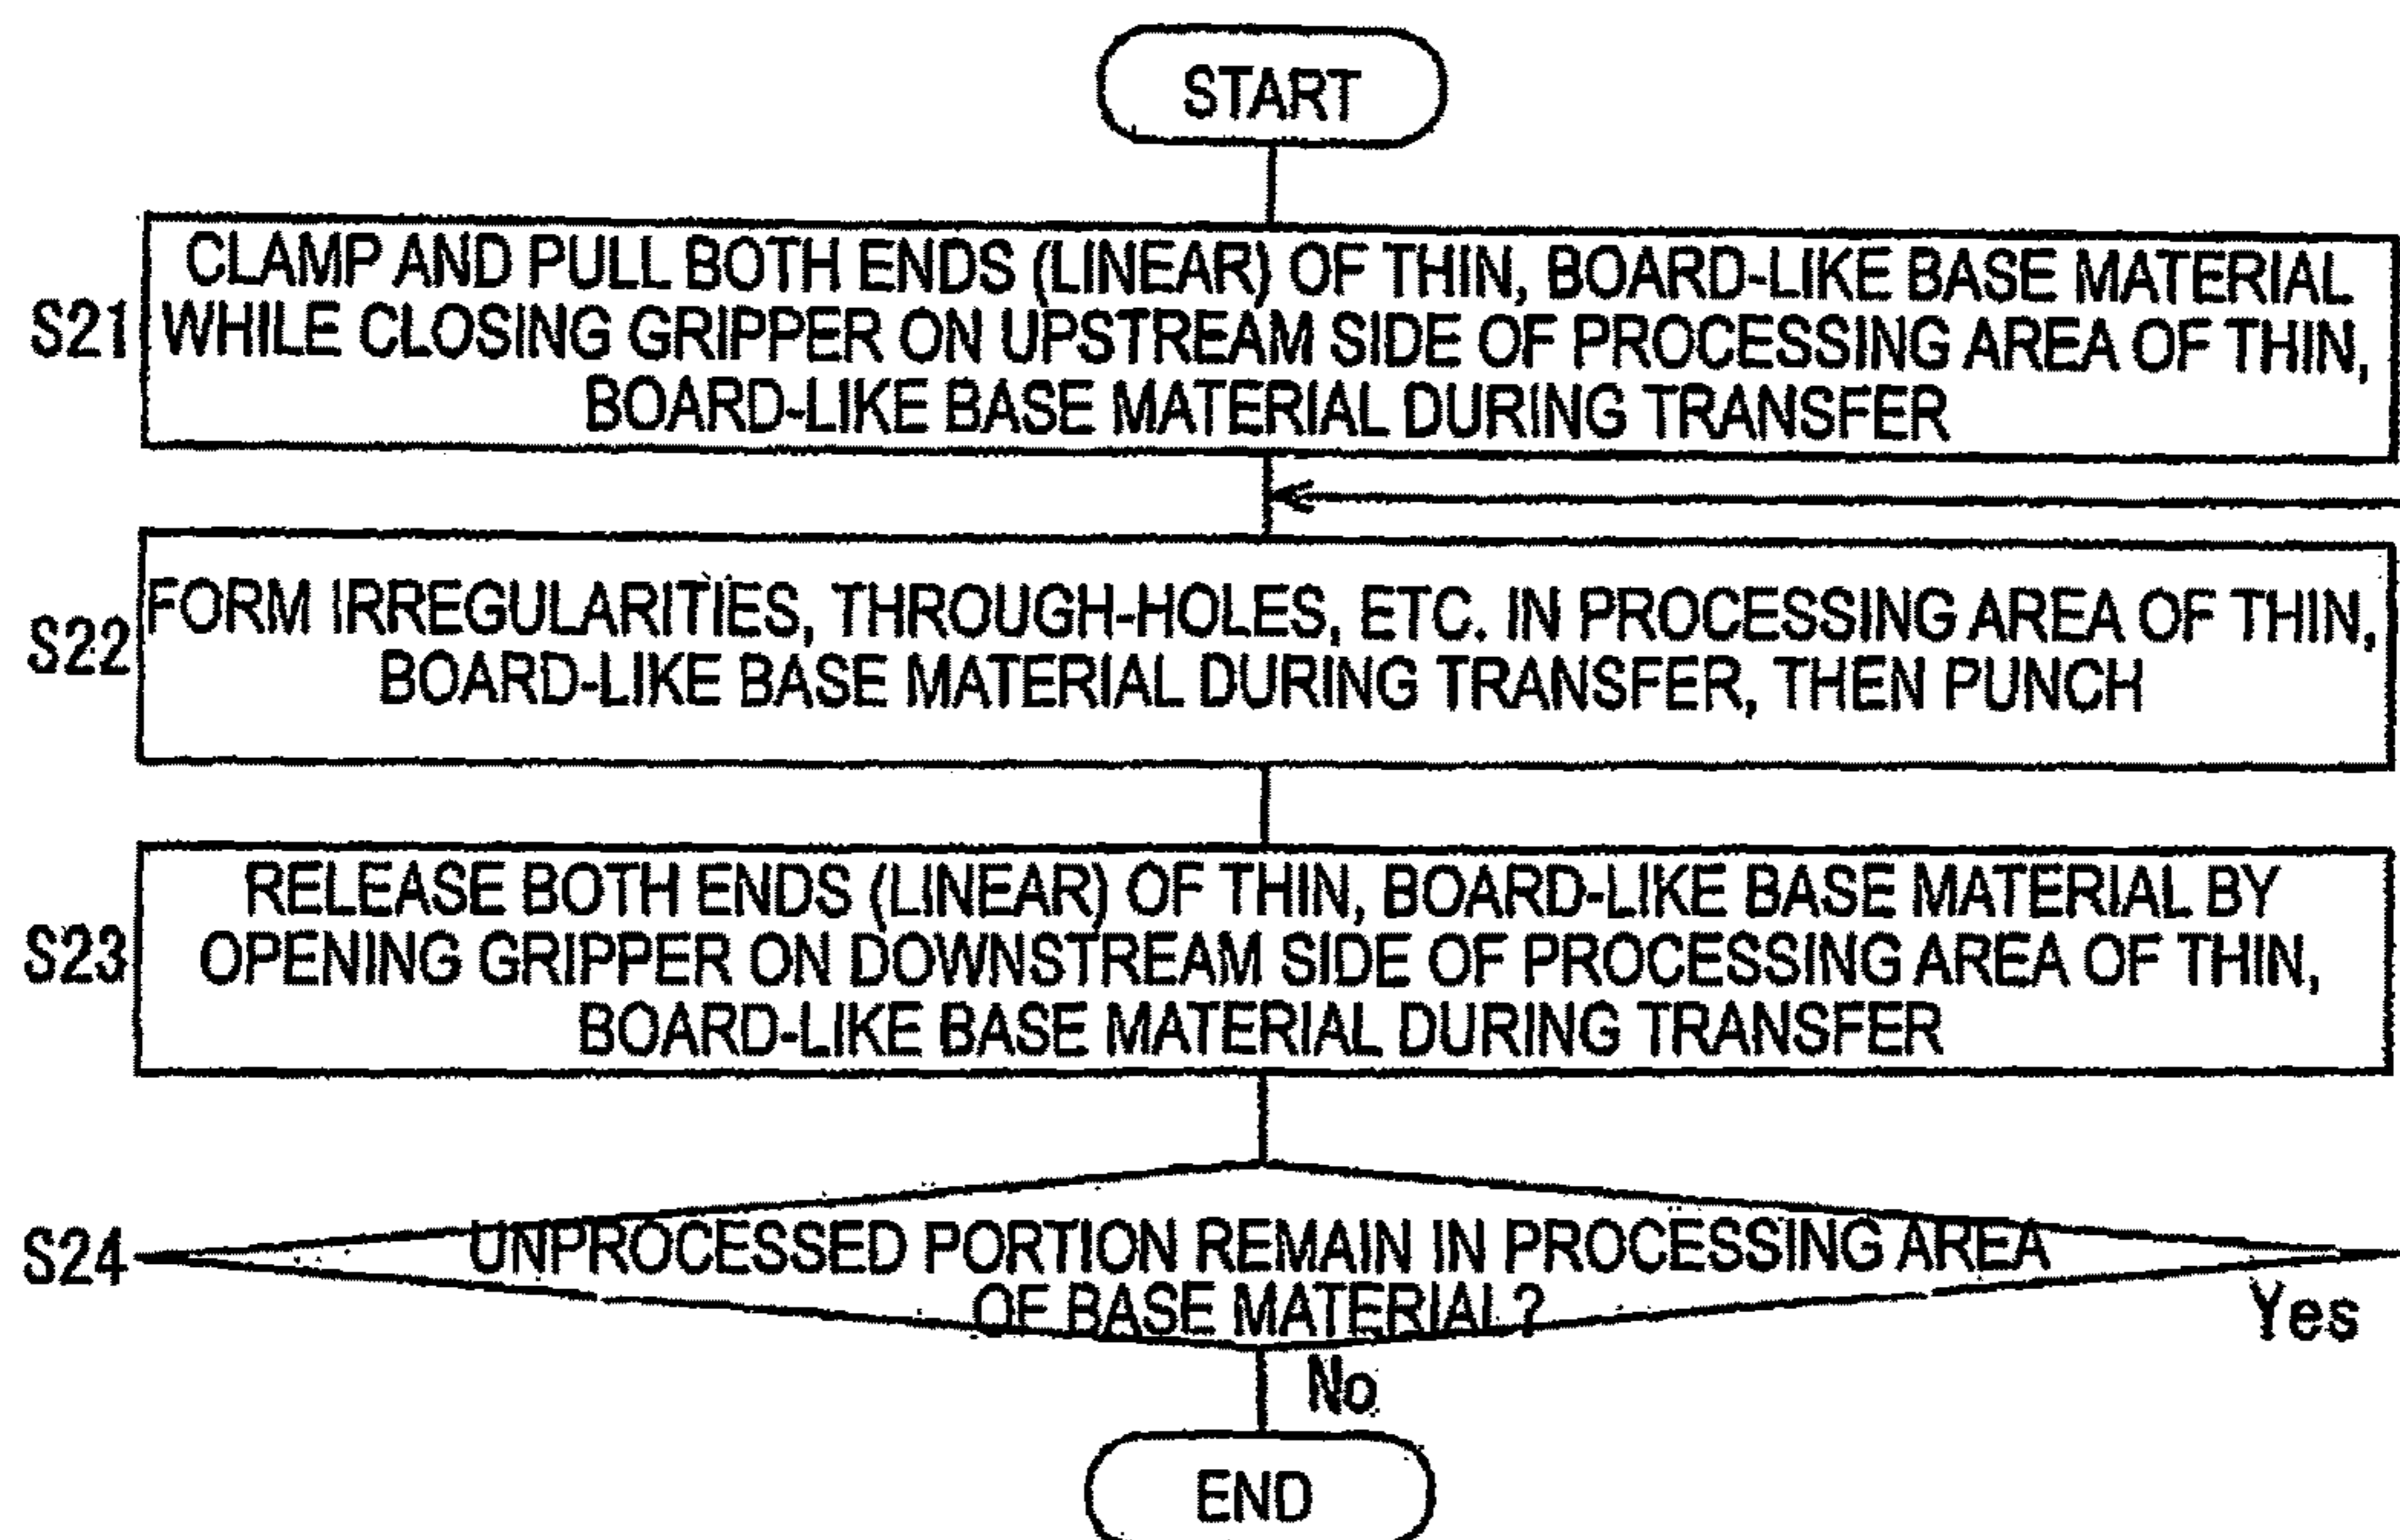 START
S21
CLAMP AND PULL BOTH ENDS (LINEAR) OF THIN, BOARD-LIKE BASE MATERIAL
WHILE CLOSING GRIPPER ON UPSTREAM SIDE OF PROCESSING AREA OF THIN,
BOARD-LIKE BASE MATERIAL DURING TRANSFER
S22
FORM IRREGULARITIES, THROUGH-HOLES, ETC. IN PROCESSING AREA OF THIN,
BOARD-LIKE BASE MATERIAL DURING TRANSFER, THEN PUNCH
S23
RELEASE BOTH ENDS (LINEAR) OF THIN, BOARD-LIKE BASE MATERIAL BY
OPENING GRIPPER ON DOWNSTREAM SIDE OF PROCESSING AREA OF THIN,
BOARD-LIKE BASE MATERIAL DURING TRANSFER
S24
UNPROCESSED PORTION REMAIN IN PROCESSING AREA
OF BASE MATERIAL?
Yes
No
END